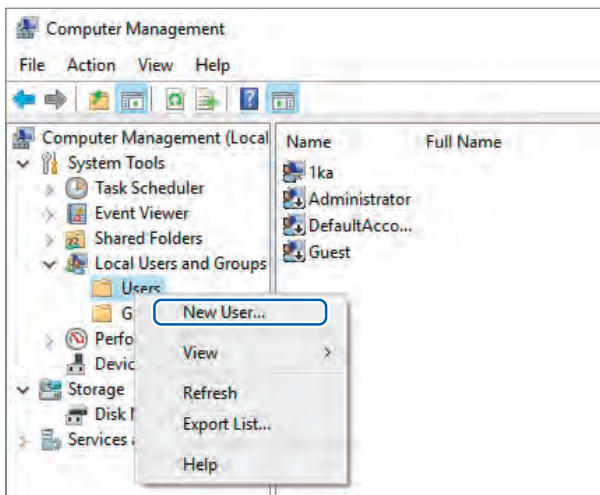 Computer Management
File Action View Help
Computer Management (Local
System Tools
Task Scheduler
Event Viewer
Shared Folders
Local Users and Groups
Users
G
Perfo
Devic
Storage
Disk
Services
Name Full Name
1ka
Administrator
DefaultAcco...
Guest
New User...
View
Refresh
Export List...
Help